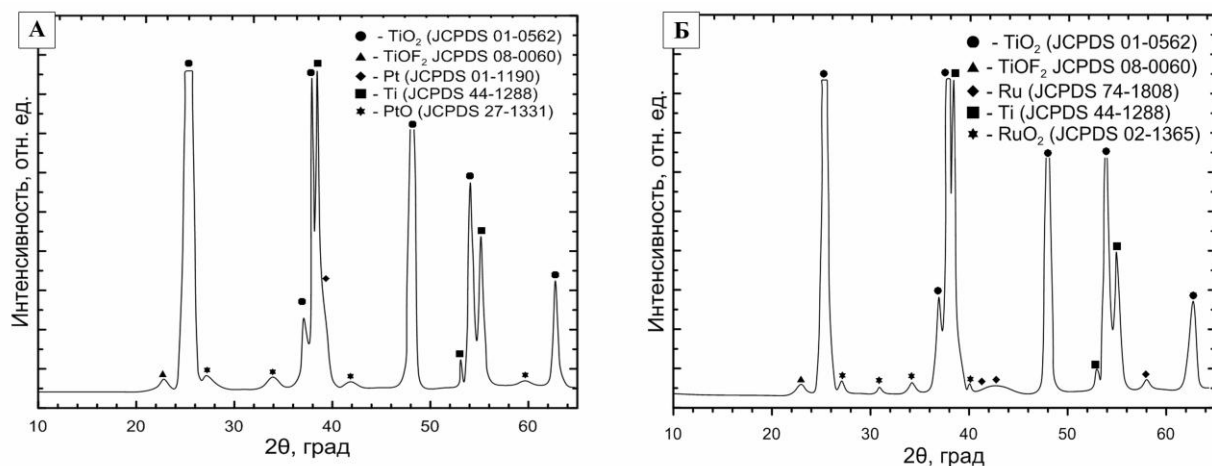 А
● - TiO₂ (JCPDS 01-0562)
▲ - TiOF₂ JCPDS 08-0060)
◆ - Pt (JCPDS 01-1190)
■ - Ti (JCPDS 44-1288)
✶ - PtO (JCPDS 27-1331)
Интенсивность, отн. ед.
10 20 30 40 50 60
2θ, град
Б
● - TiO₂ (JCPDS 01-0562)
▲ - TiOF₂ JCPDS 08-0060)
◆ - Ru (JCPDS 74-1808)
■ - Ti (JCPDS 44-1288)
✶ - RuO₂ (JCPDS 02-1365)
Интенсивность, отн. ед.
10 20 30 40 50 60
2θ, град